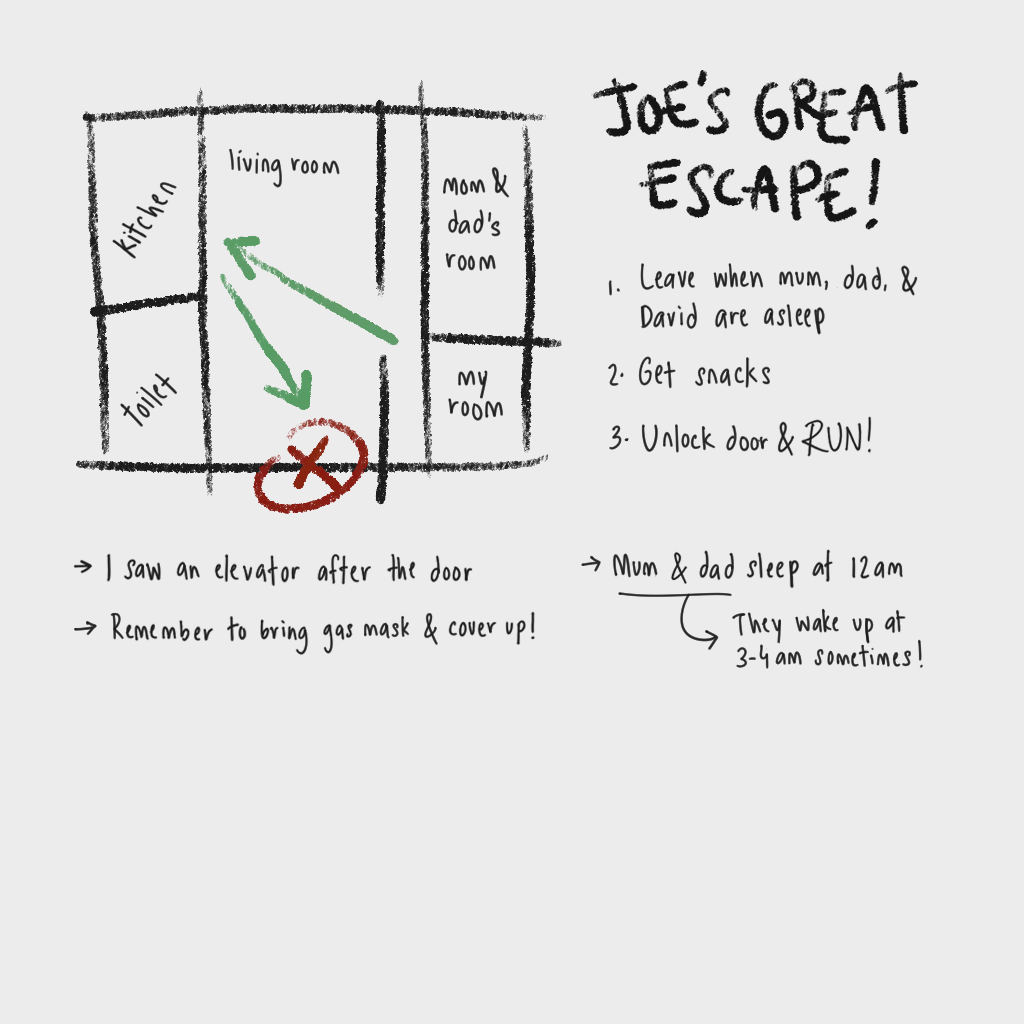 JOE'S GREAT
ESCAPE!
kitchen
living room
mom &
dad's
room
toilet
my
room
1. Leave when mum, dad, &
David are asleep
2. Get snacks
3. Unlock door & RUN!
→ I saw an elevator after the door
→ Remember to bring gas mask & cover up!
→ Mum & dad sleep at 12am
They wake up at
3-4am sometimes!